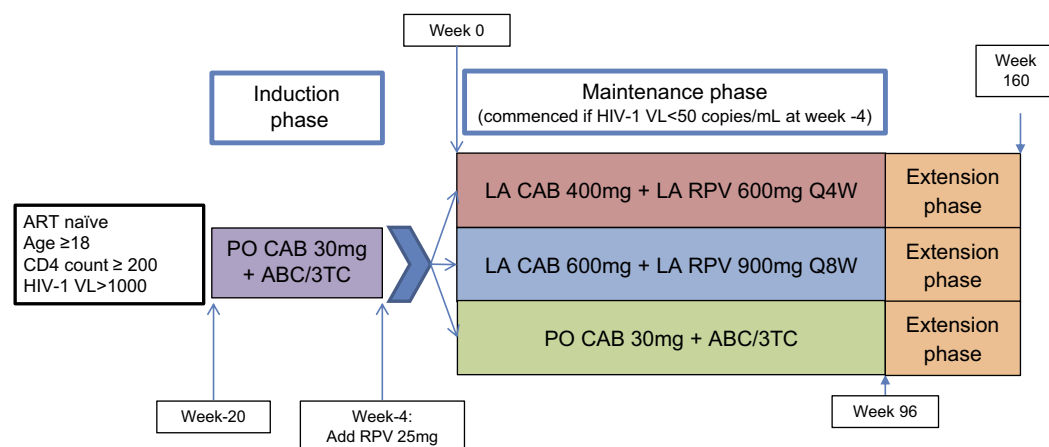 Week 0
Week
160
Induction
phase
Maintenance phase
(commenced if HIV-1 VL<50 copies/mL at week -4)
ART naïve
Age ≥18
CD4 count ≥ 200
HIV-1 VL>1000
PO CAB 30mg
+ ABC/3TC
LA CAB 400mg + LA RPV 600mg Q4W
Extension
phase
LA CAB 600mg + LA RPV 900mg Q8W
Extension
phase
PO CAB 30mg + ABC/3TC
Extension
phase
Week-20
Week-4:
Add RPV 25mg
Week 96